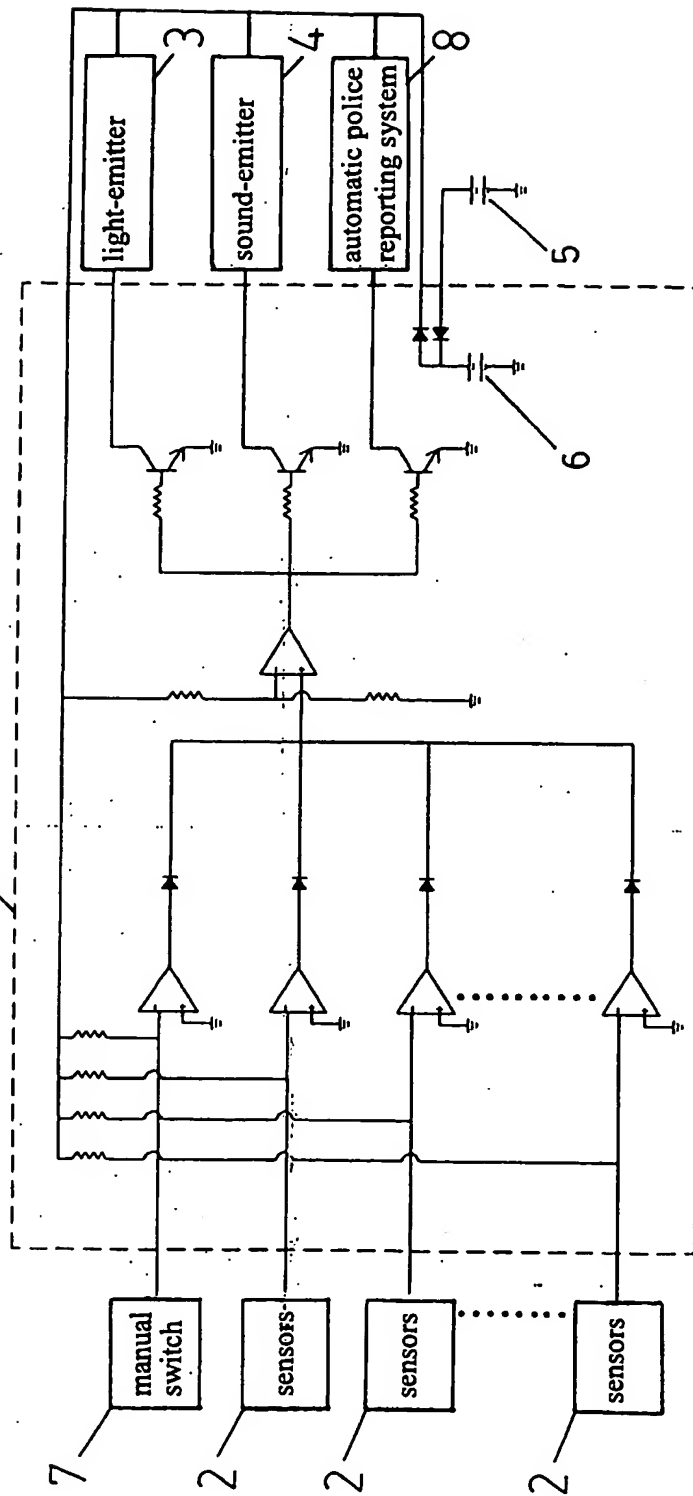 7
manual
switch
2
sensors
2
sensors
2
sensors
light-emitter
3
sound-emitter
4
automatic police
reporting system
8
6
5